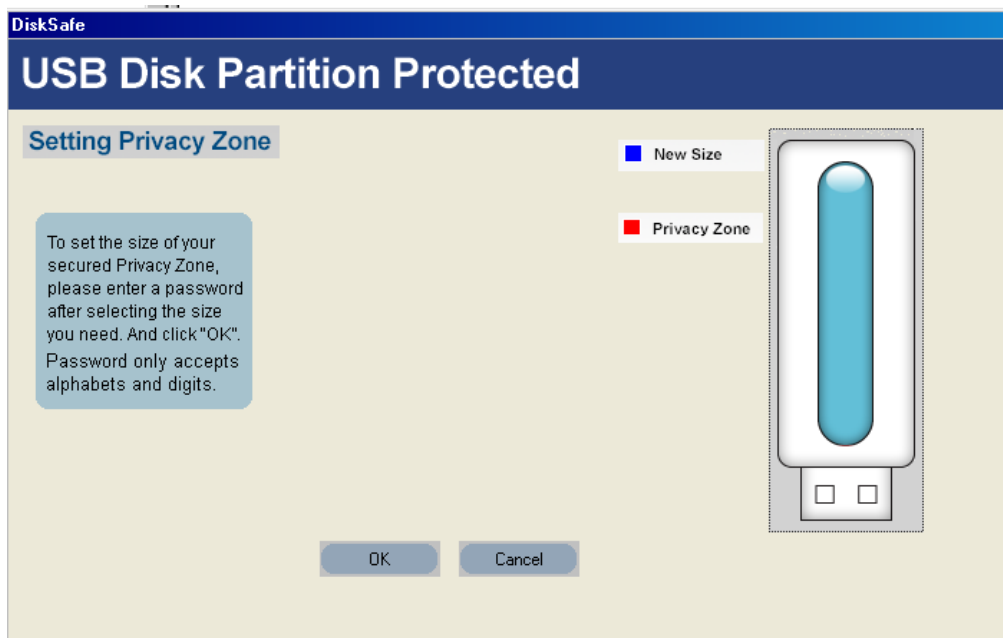 DiskSafe
USB Disk Partition Protected
Setting Privacy Zone
New Size
Privacy Zone
To set the size of your
secured Privacy Zone,
please enter a password
after selecting the size
you need. And click "OK".
Password only accepts
alphabets and digits.
OK
Cancel